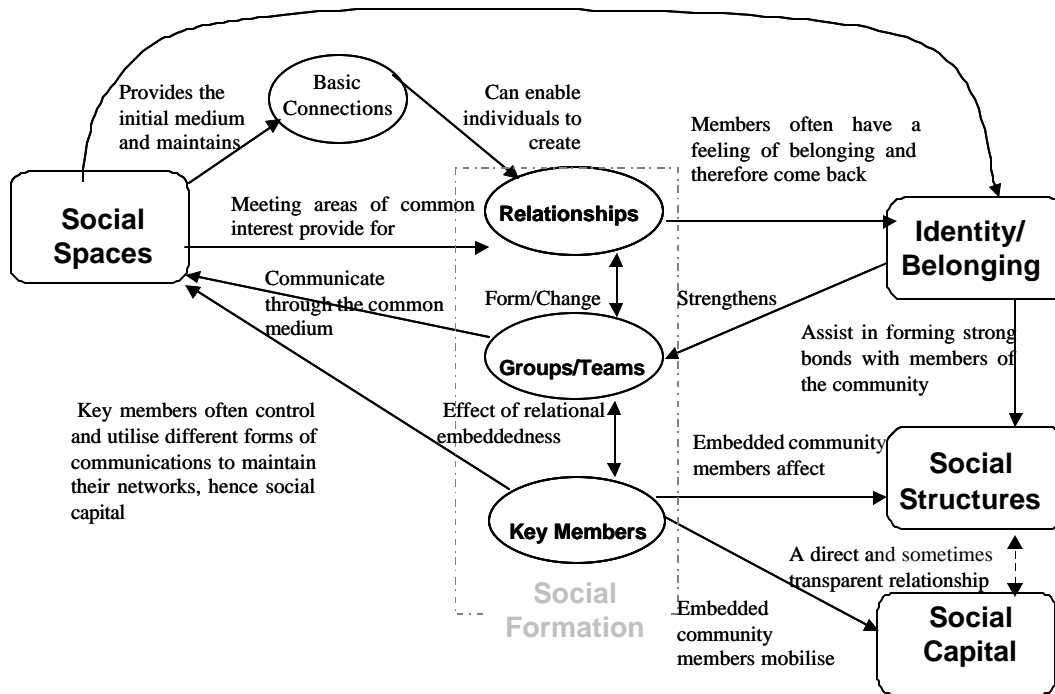 Basic
Connections
Provides the
initial medium
and maintains
Can enable
individuals to
create
Members often have a
feeling of belonging and
therefore come back
Social
Spaces
Meeting areas of common
interest provide for
Relationships
Identity/
Belonging
Communicate
through the common
medium
Form/Change
Strengthens
Groups/Teams
Assist in forming strong
bonds with members of
the community
Key members often control
and utilise different forms of
communications to maintain
their networks, hence social
capital
Effect of relational
embeddedness
Embedded community
members affect
Social
Structures
Key Members
A direct and sometimes
transparent relationship
Social
Formation
Embedded
community
members mobilise
Social
Capital